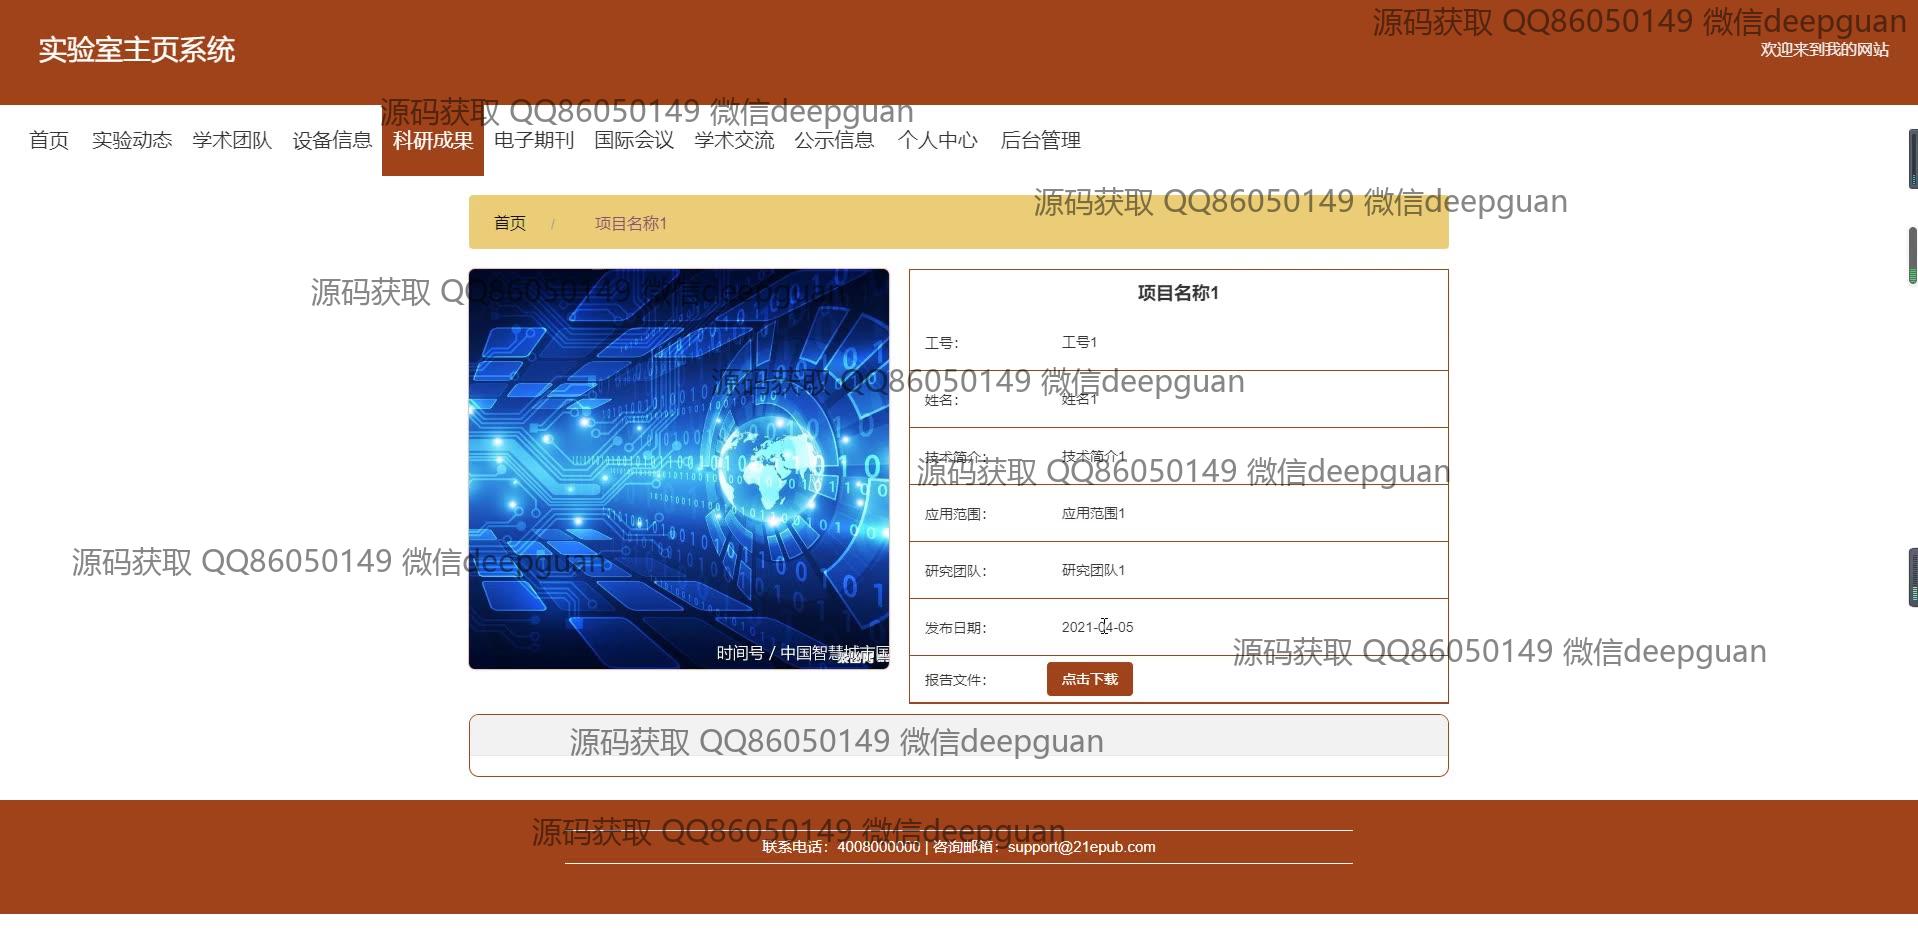 源码获取 QQ86050149 微信deepguan
实验室主页系统
欢迎来到我的网站
源码获取 QQ86050149 微信deepguan
首页 实验动态 学术团队 设备信息 科研成果 电子期刊 国际会议 学术交流 公示信息 个人中心 后台管理
源码获取 QQ86050149 微信deepguan
首页 / 项目名称1
源码获取 QQ86050149 微信deepguan
项目名称1
工号： 工号1
源码获取 QQ86050149 微信deepguan
姓名： 姓名1
技术简介： 技术简介1
源码获取 QQ86050149 微信deepguan
应用范围： 应用范围1
源码获取 QQ86050149 微信deepguan
研究团队： 研究团队1
发布日期： 2021-04-05
时间号 / 中国智慧城市国
源码获取 QQ86050149 微信deepguan
报告文件： 点击下载
源码获取 QQ86050149 微信deepguan
源码获取 QQ86050149 微信deepguan
联系电话：4008000000 | 咨询邮箱：support@21epub.com